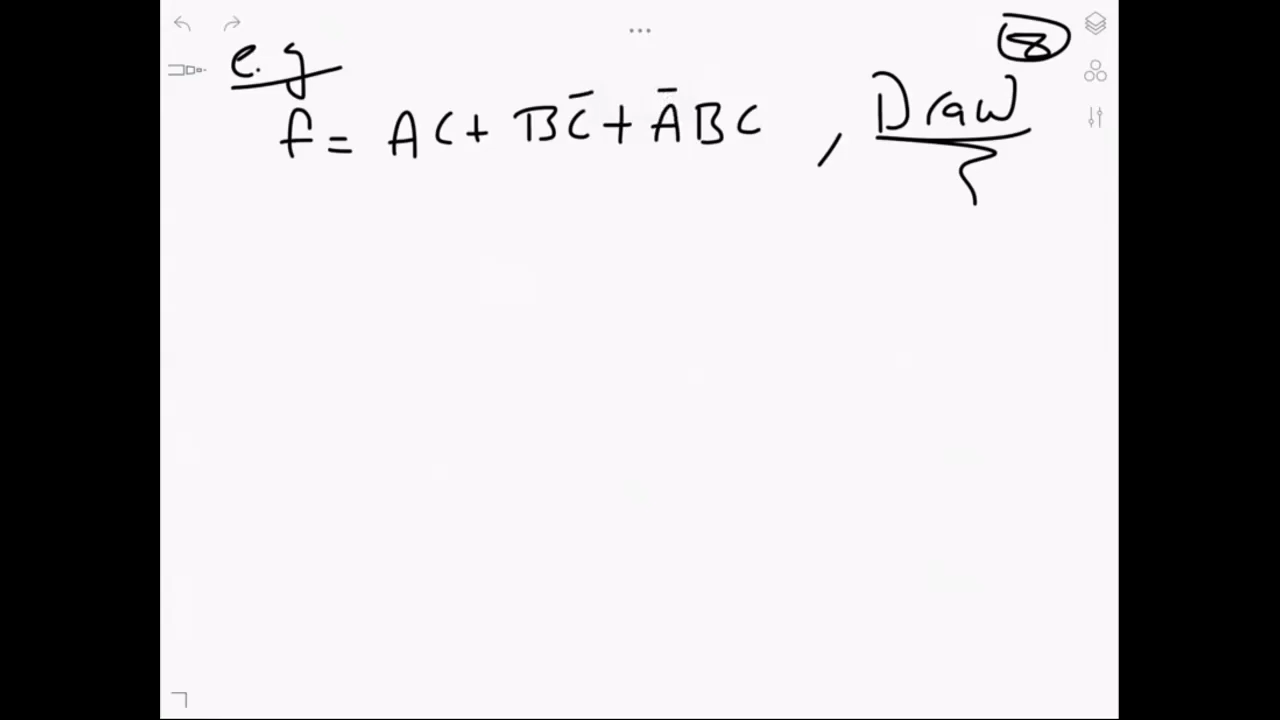 e.g
8
f = AC + BC̄ + ĀBC , Draw